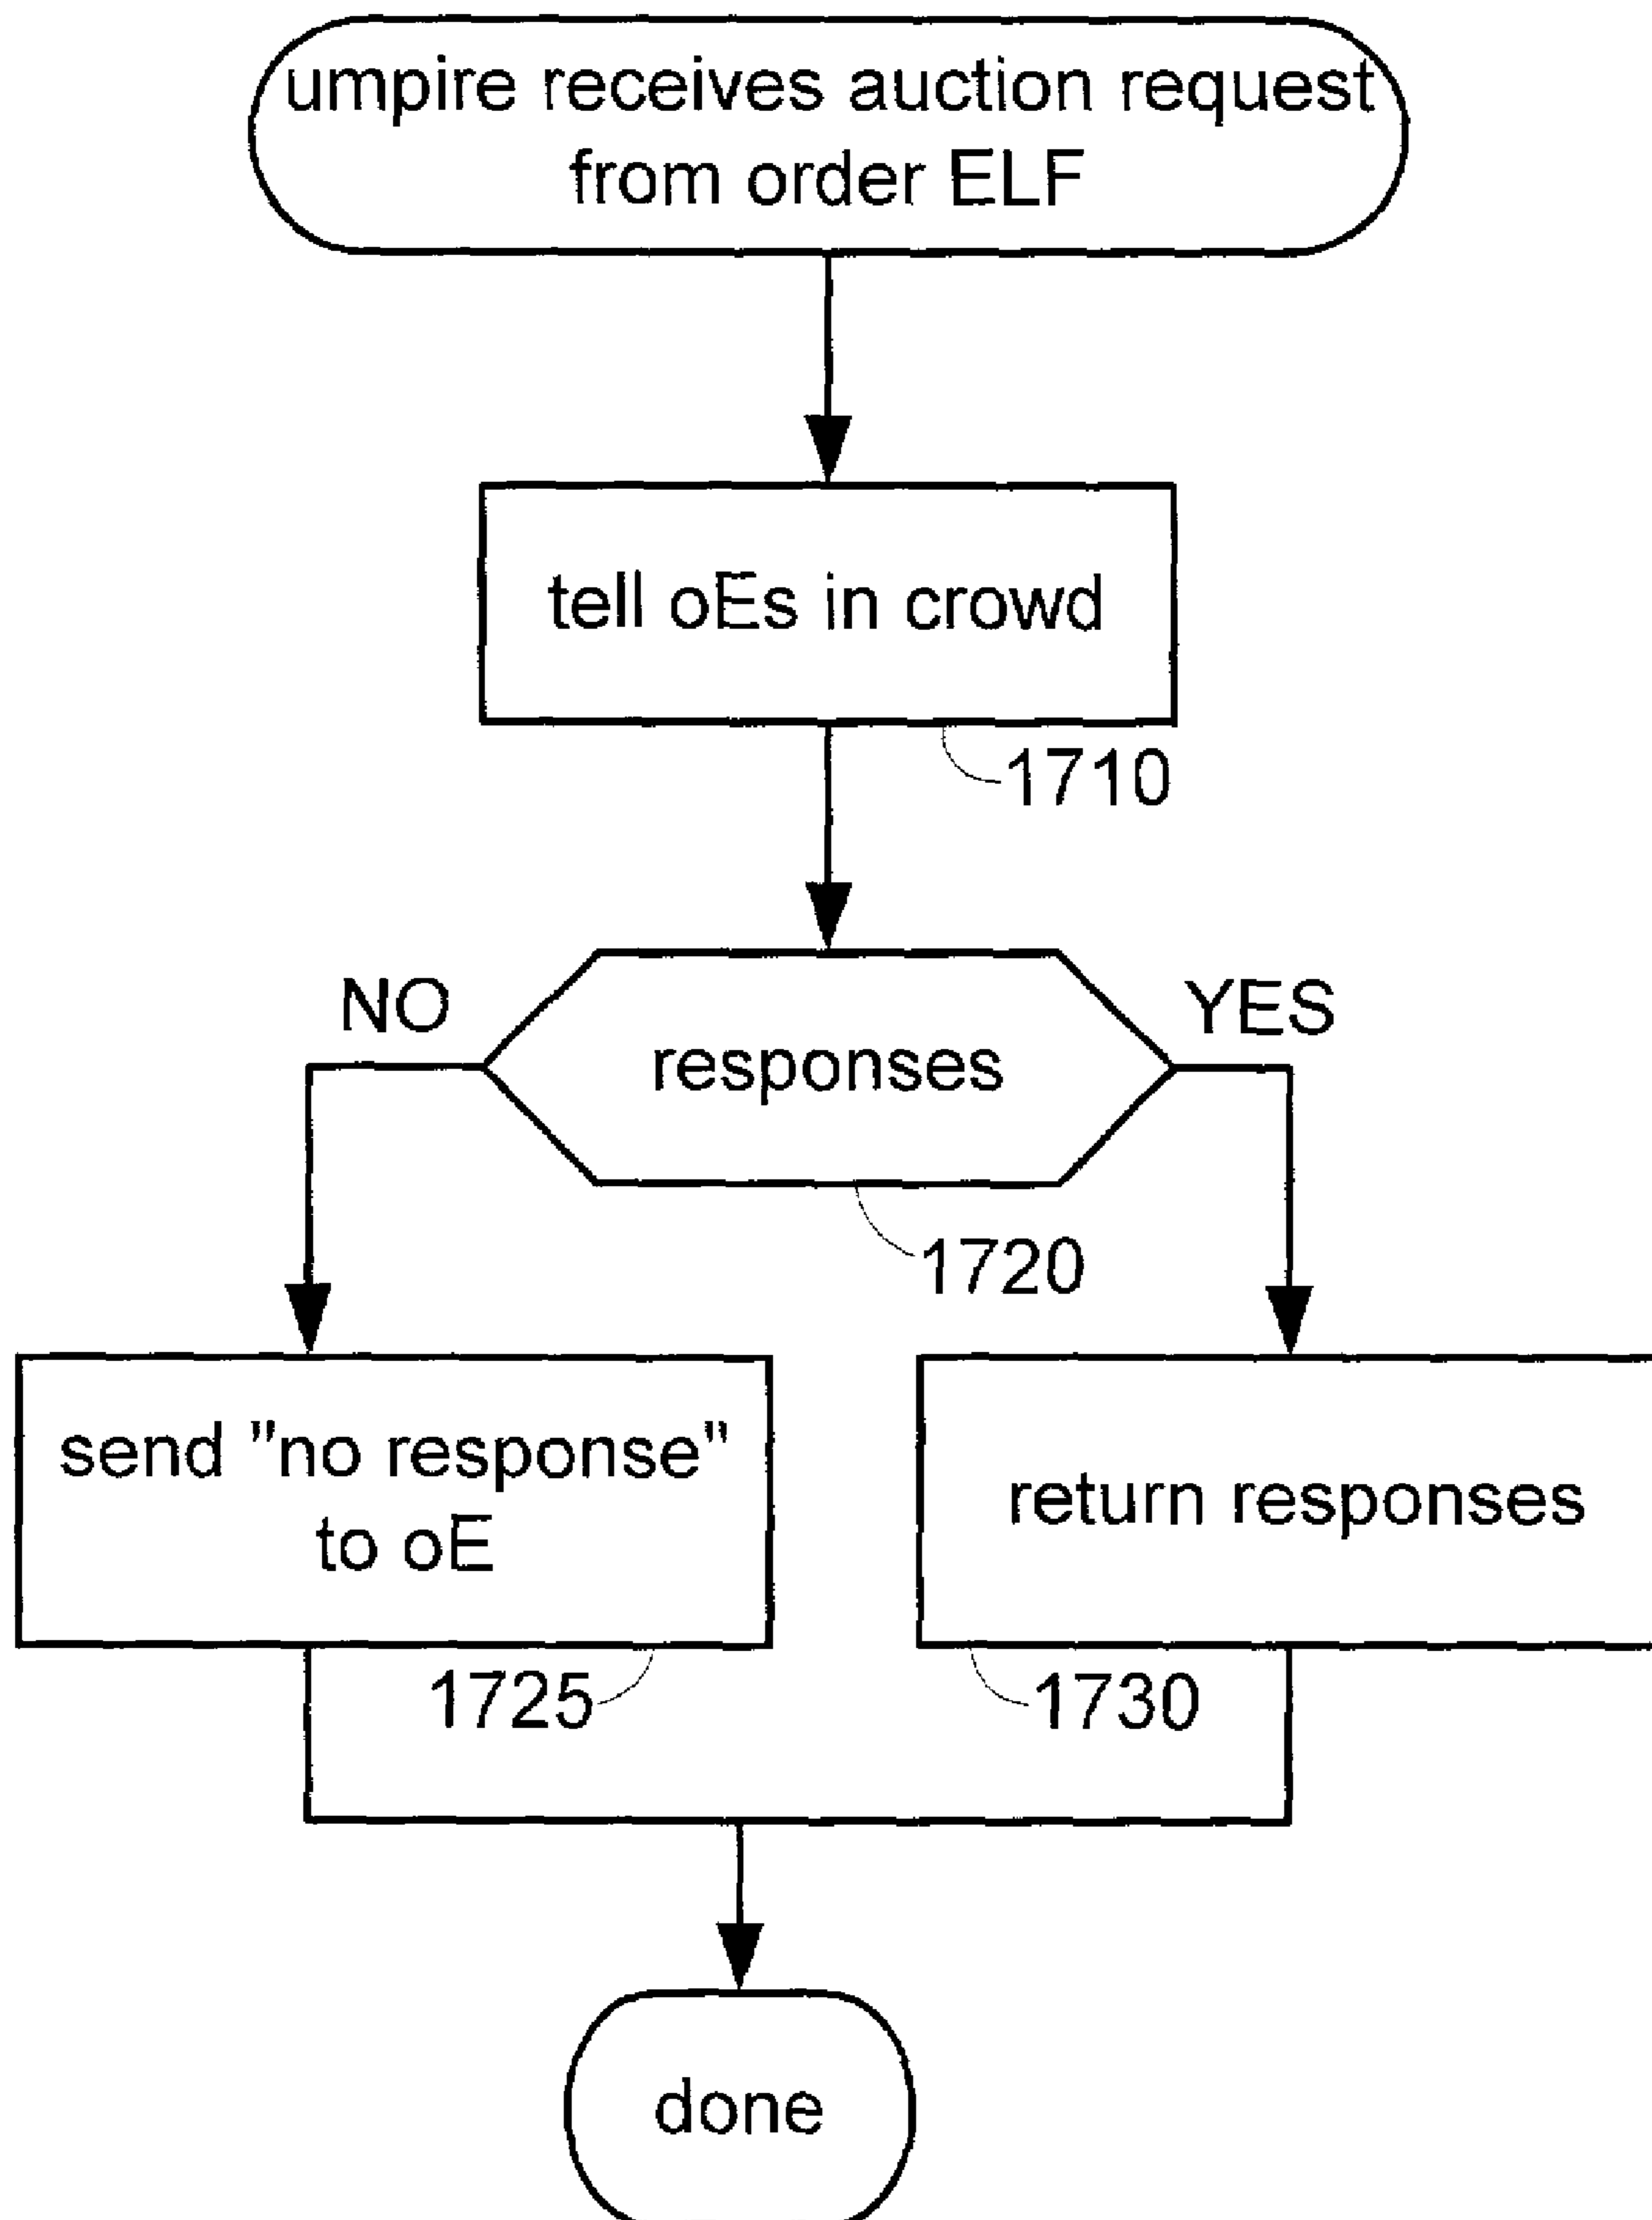 umpire receives auction request
from order ELF
tell oEs in crowd
1710
NO
YES
responses
1720
send "no response"
to oE
return responses
1725
1730
done